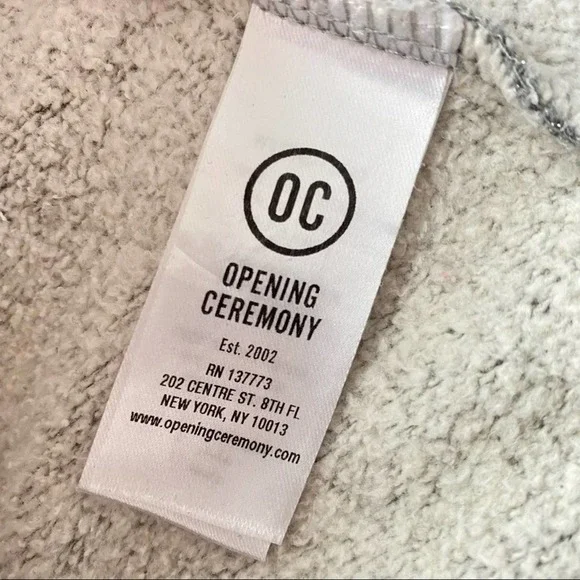 OC
OPENING
CEREMONY
Est. 2002
RN 137773
202 CENTRE ST. 8TH FL
NEW YORK, NY 10013
www.openingceremony.com